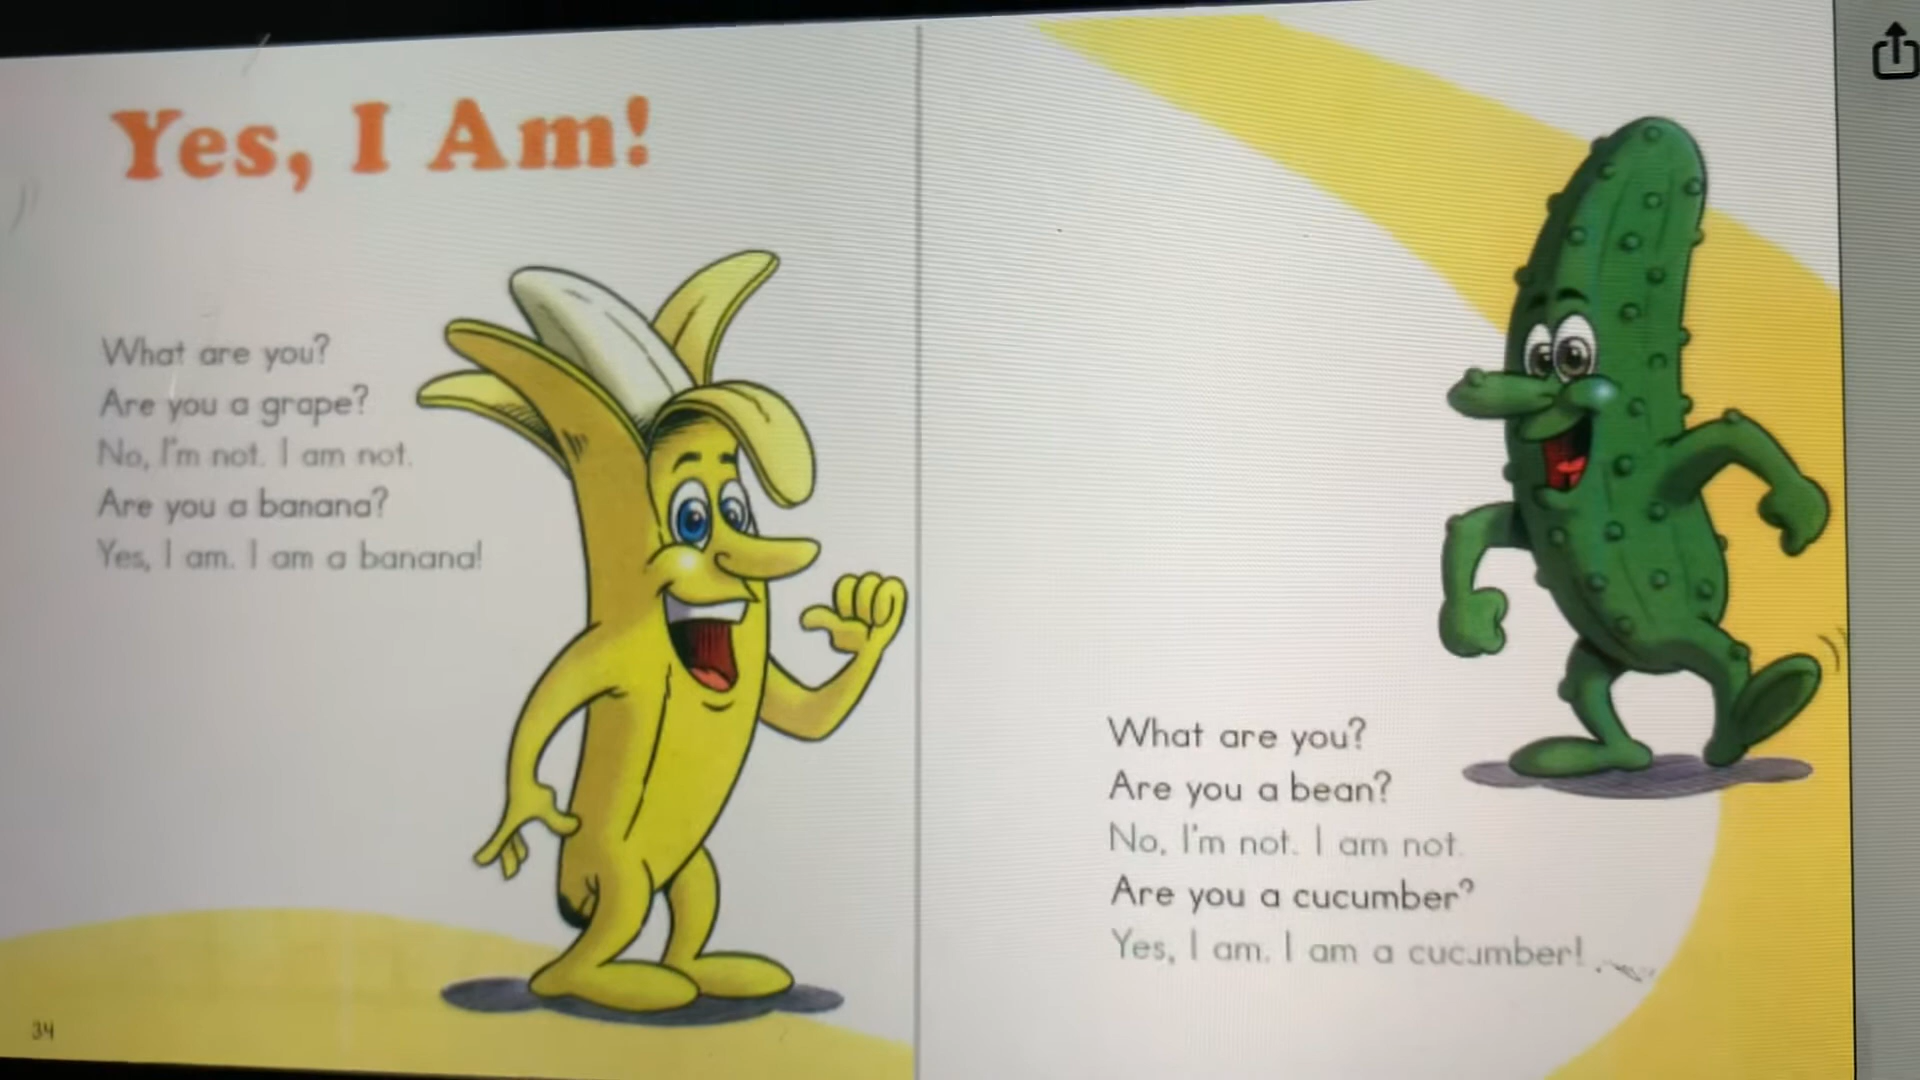 Yes, I Am!
What are you?
Are you a grape?
No, I'm not. I am not.
Are you a banana?
Yes, I am. I am a banana!
34
What are you?
Are you a bean?
No, I'm not. I am not.
Are you a cucumber?
Yes, I am. I am a cucumber!